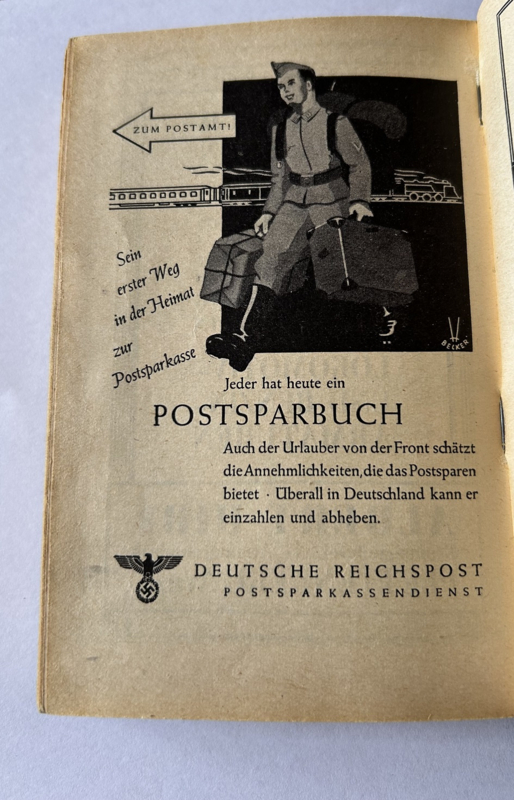 ZUM POSTAMT!
Sein
erster Weg
in der Heimat
zur
Postsparkasse
BECKER
Jeder hat heute ein
POSTSPARBUCH
Auch der Urlauber von der Front schätzt
die Annehmlichkeiten, die das Postsparen
bietet · Überall in Deutschland kann er
einzahlen und abheben.
DEUTSCHE REICHSPOST
POSTSPARKASSENDIENST